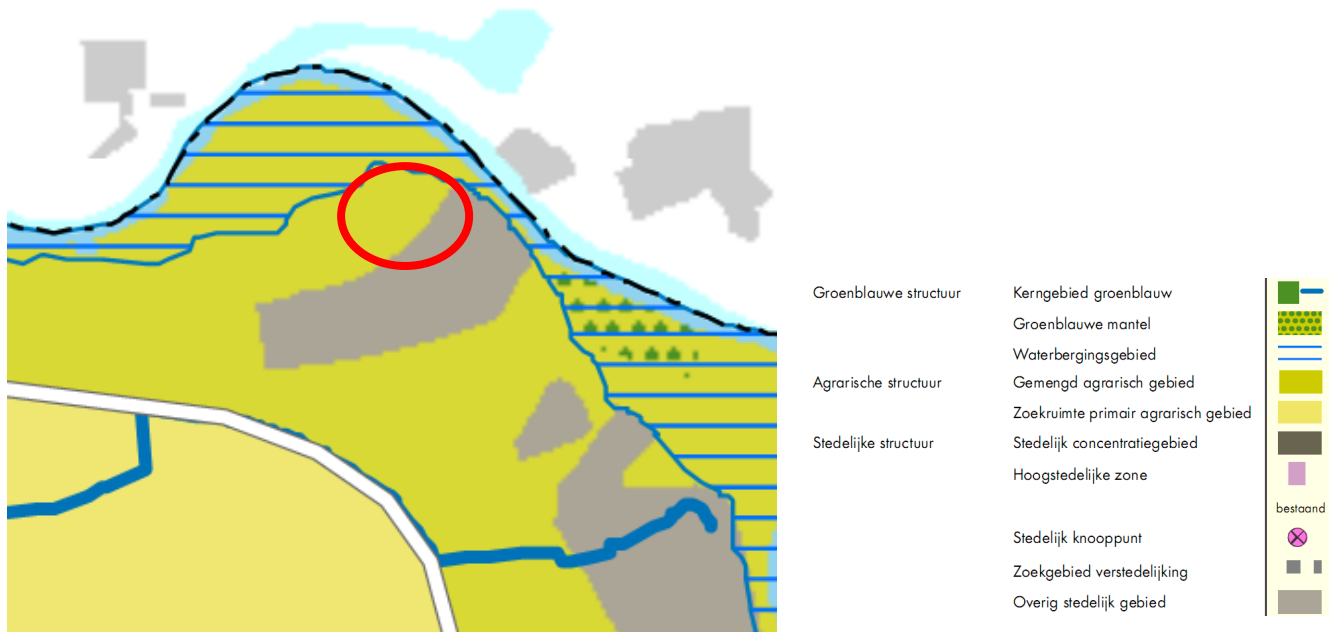 Groenblauwe structuur Kerngebied groenblauw
Groenblauwe mantel
Waterbergingsgebied
Agrarische structuur Gemengd agrarisch gebied
Zoekruimte primair agrarisch gebied
Stedelijke structuur Stedelijk concentratiegebied
Hoogstedelijke zone
bestaand
Stedelijk knooppunt
Zoekgebied verstedelijking
Overig stedelijk gebied